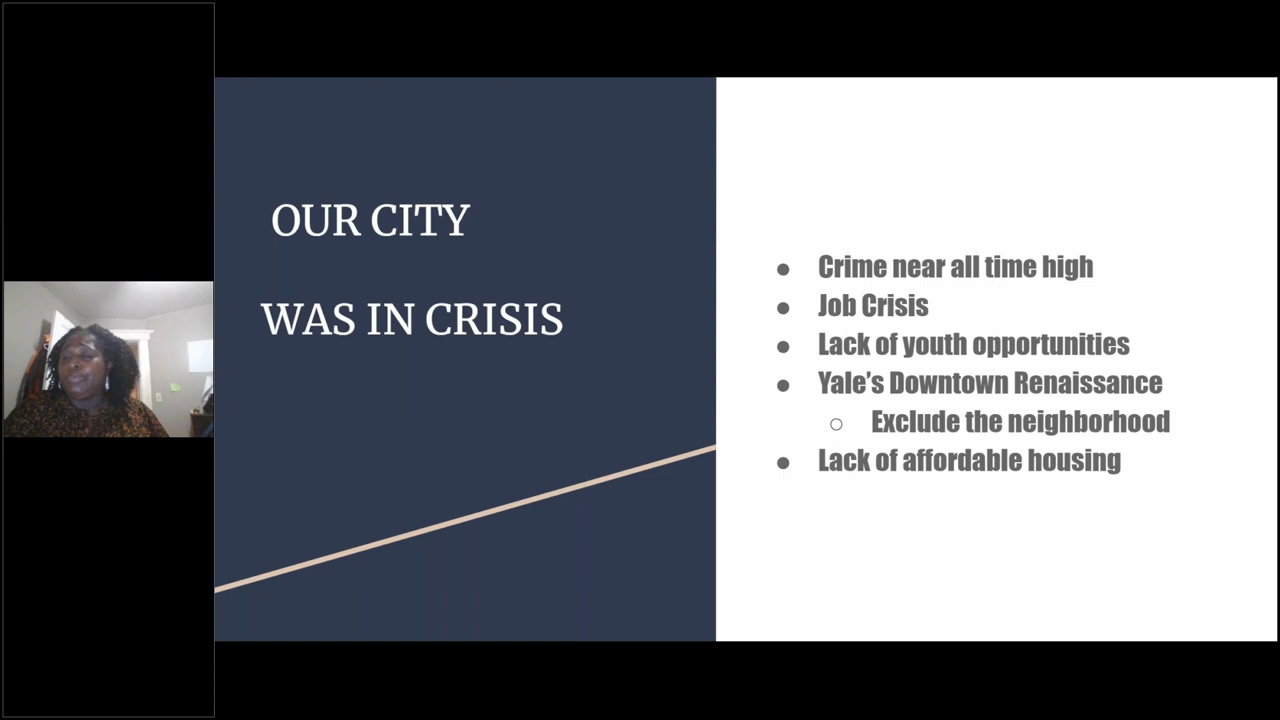 OUR CITY
WAS IN CRISIS
● Crime near all time high
● Job Crisis
● Lack of youth opportunities
● Yale’s Downtown Renaissance
○ Exclude the neighborhood
● Lack of affordable housing